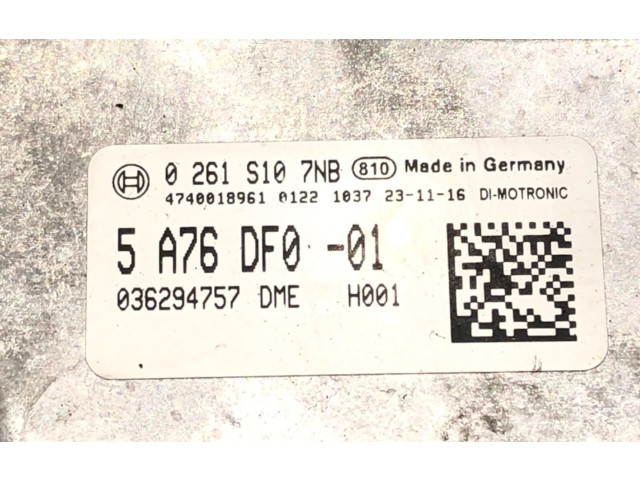 0 261 S10 7NB 810 Made in Germany
4740018961 0122 1037 23-11-16 DI-MOTRONIC
5 A76 DF0 -01
036294757 DME H001